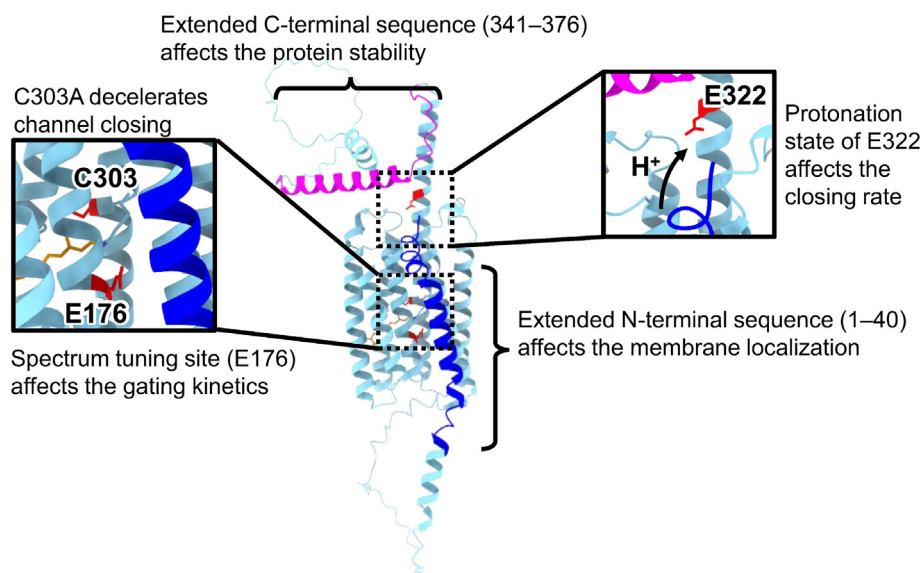 Extended C-terminal sequence (341–376)
affects the protein stability
C303A decelerates
channel closing
C303
E176
Spectrum tuning site (E176)
affects the gating kinetics
E322
H⁺
Protonation
state of E322
affects the
closing rate
Extended N-terminal sequence (1–40)
affects the membrane localization